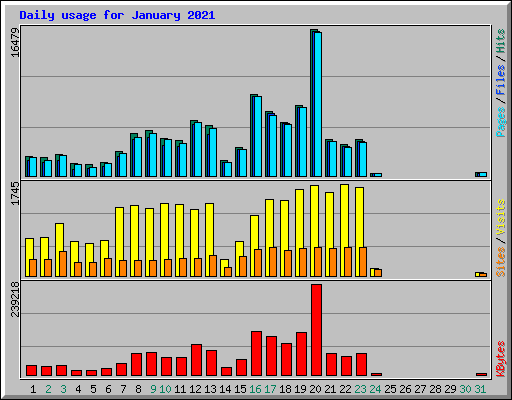 Daily usage for January 2021
16479
Pages / Files / Hits
1745
Sites / Visits
239218
KBytes
1 2 3 4 5 6 7 8 9 10 11 12 13 14 15 16 17 18 19 20 21 22 23 24 25 26 27 28 29 30 31